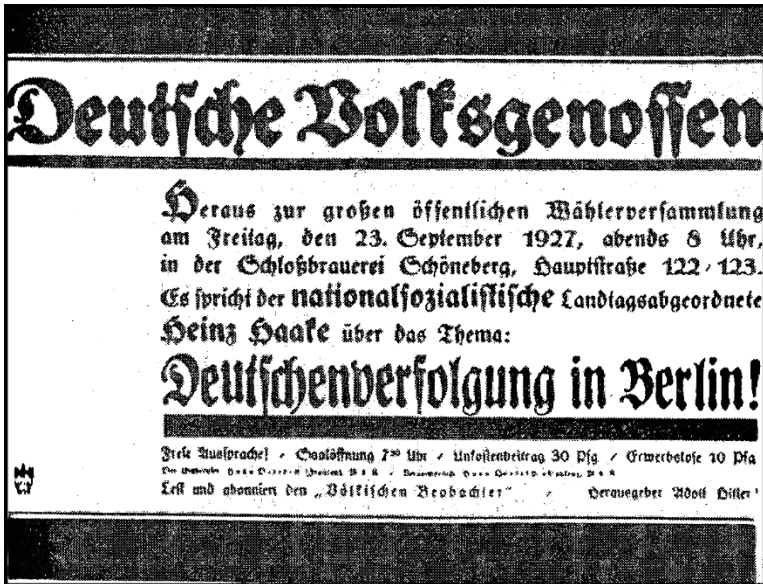 Deutsche Volksgenossen
Heraus zur großen öffentlichen Wählerversammlung
am Freitag, den 23. September 1927, abends 8 Uhr,
in der Schloßbrauerei Schöneberg, Hauptstraße 122/123.
Es spricht der nationalsozialistische Landtagsabgeordnete
Heinz Haake über das Thema:
Deutschenverfolgung in Berlin!
Freie Aussprache! / Saalöffnung 7³⁰ Uhr / Unkostenbeitrag 30 Pfg / Erwerbslose 10 Pfg
Lest und abonniert den „Völkischen Beobachter“ / Herausgeber Adolf Hitler!